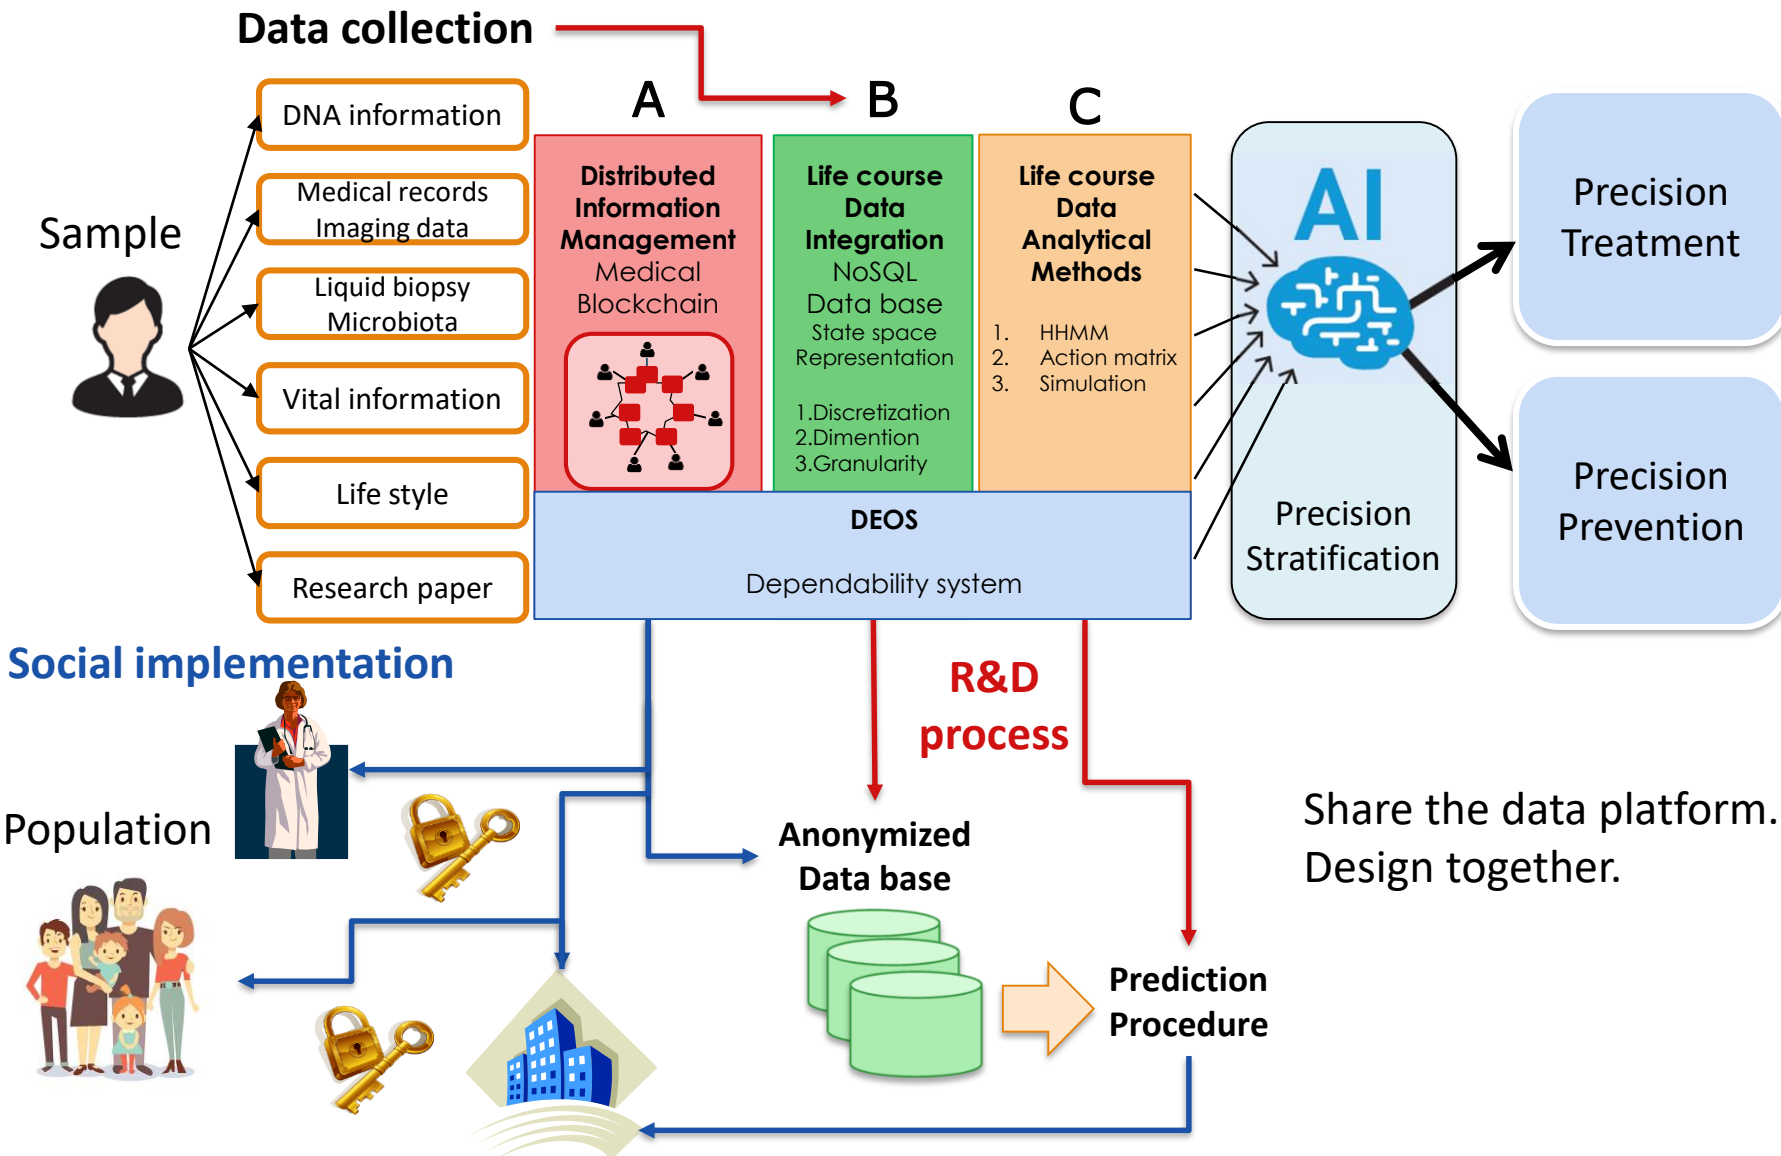 Data collection
A
B
C
Sample
DNA information
Medical records
Imaging data
Liquid biopsy
Microbiota
Vital information
Life style
Research paper
Distributed
Information
Management
Medical
Blockchain
Life course
Data
Integration
NoSQL
Data base
State space
Representation
1.Discretization
2.Dimention
3.Granularity
Life course
Data
Analytical
Methods
1. HHMM
2. Action matrix
3. Simulation
DEOS
Dependability system
AI
Precision
Stratification
Precision
Treatment
Precision
Prevention
Social implementation
R&D
process
Population
Anonymized
Data base
Prediction
Procedure
Share the data platform.
Design together.